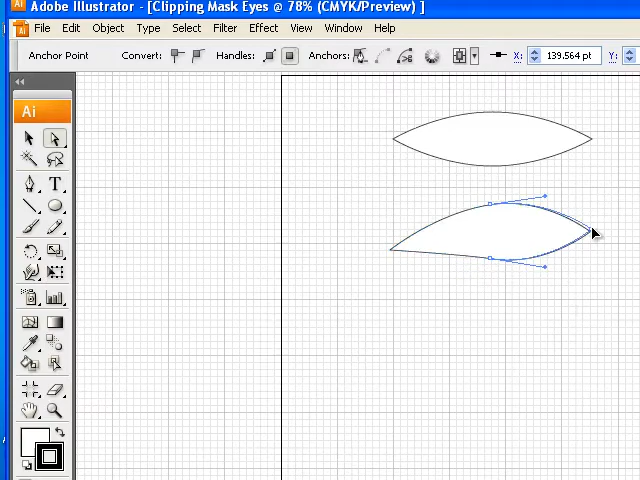 Adobe Illustrator - [Clipping Mask Eyes @ 78% (CMYK/Preview) ]
File Edit Object Type Select Filter Effect View Window Help
Anchor Point Convert: Handles: Anchors: X: 139.564 pt Y:
Ai
T